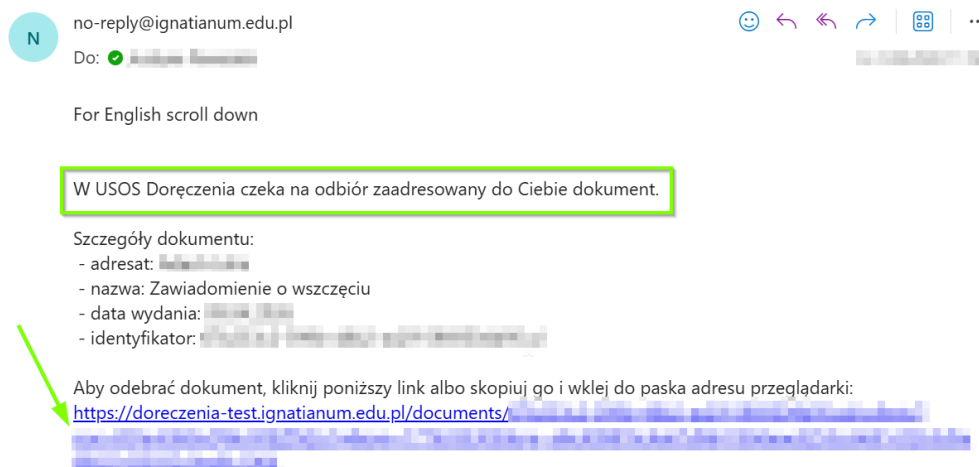 N
no-reply@ignatianum.edu.pl
Do:
For English scroll down
W USOS Doręczenia czeka na odbiór zaadresowany do Ciebie dokument.
Szczegóły dokumentu:
- adresat:
- nazwa: Zawiadomienie o wszczęciu
- data wydania:
- identyfikator:
Aby odebrać dokument, kliknij poniższy link albo skopiuj go i wklej do paska adresu przeglądarki:
https://doreczenia-test.ignatianum.edu.pl/documents/